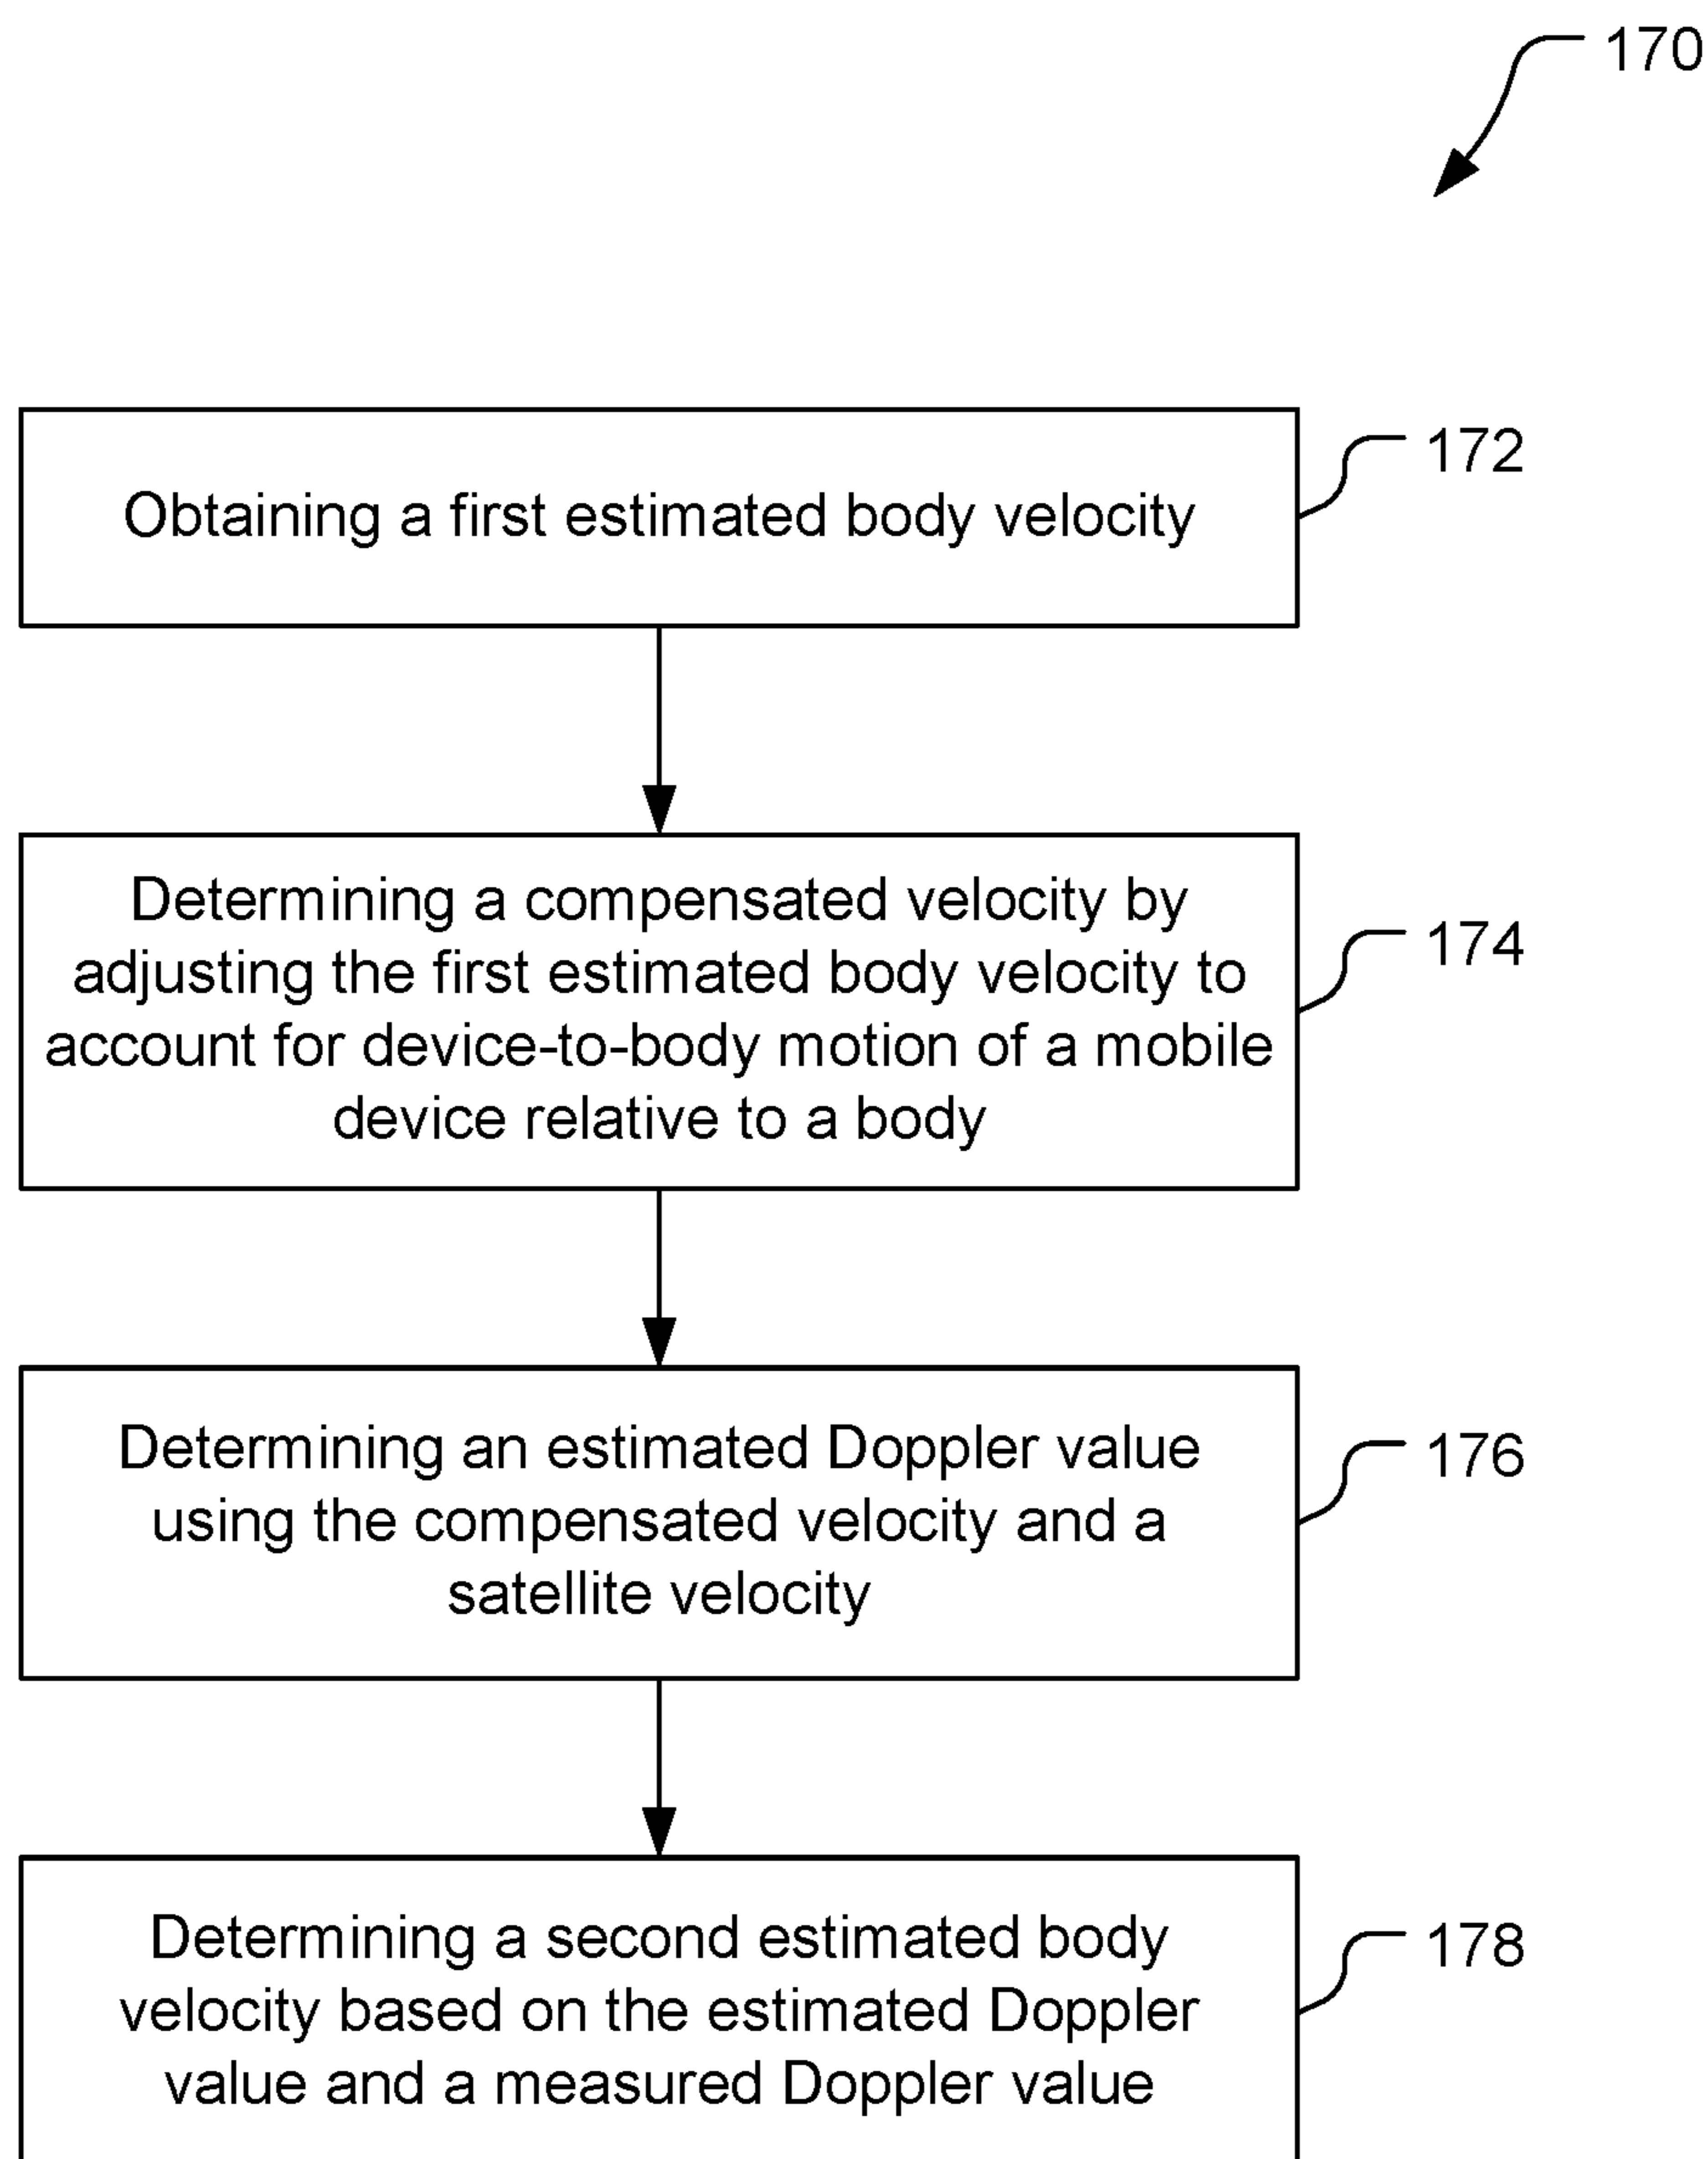 170
Obtaining a first estimated body velocity
172
Determining a compensated velocity by
adjusting the first estimated body velocity to
account for device-to-body motion of a mobile
device relative to a body
174
Determining an estimated Doppler value
using the compensated velocity and a
satellite velocity
176
Determining a second estimated body
velocity based on the estimated Doppler
value and a measured Doppler value
178